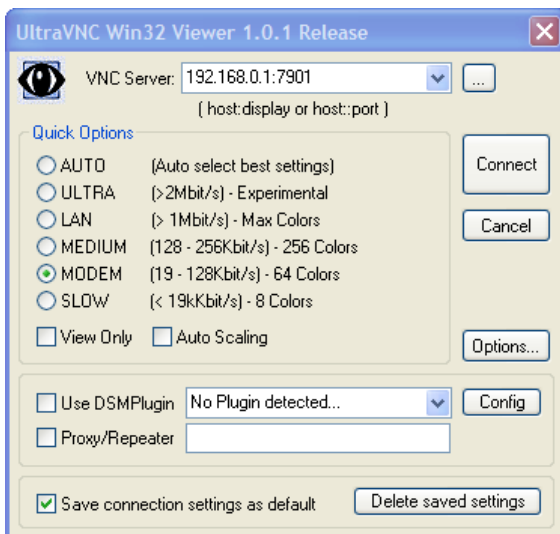 UltraVNC Win32 Viewer 1.0.1 Release
VNC Server: 192.168.0.1:7901 ...
( host:display or host::port )
Quick Options
AUTO (Auto select best settings)
ULTRA (>2Mbit/s) - Experimental
LAN (> 1Mbit/s) - Max Colors
MEDIUM (128 - 256Kbit/s) - 256 Colors
MODEM (19 - 128Kbit/s) - 64 Colors
SLOW (< 19kKbit/s) - 8 Colors
View Only Auto Scaling
Connect
Cancel
Options...
Use DSMPlugin No Plugin detected... Config
Proxy/Repeater
Save connection settings as default Delete saved settings